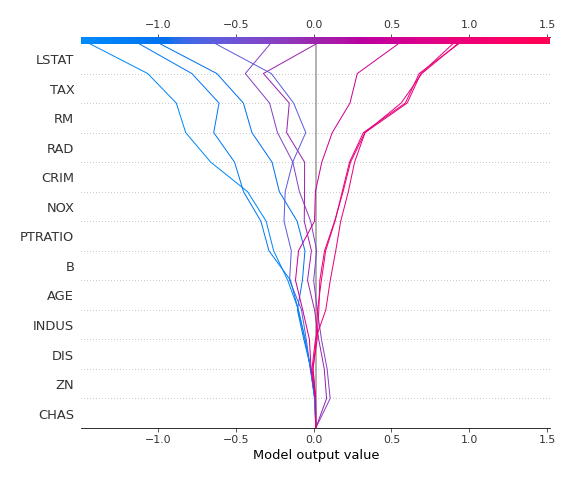 −1.0 −0.5 0.0 0.5 1.0 1.5
LSTAT
TAX
RM
RAD
CRIM
NOX
PTRATIO
B
AGE
INDUS
DIS
ZN
CHAS
−1.0 −0.5 0.0 0.5 1.0 1.5
Model output value